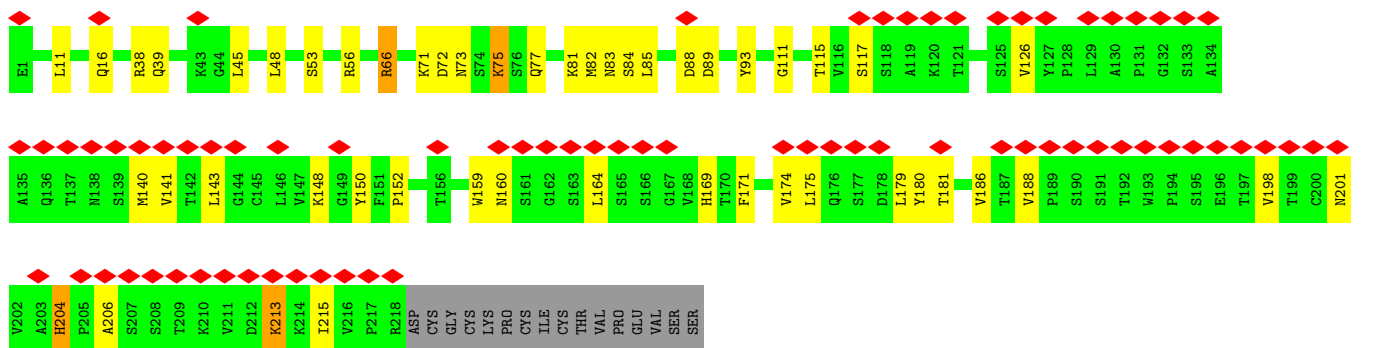 E1 L11 Q16 R38 Q39 K43 G44 L45 L48 S53 R56 R66 K71 D72 N73 S74 K75 S76 Q77 K81 M82 N83 S84 L85 D88 D89 Y93 G111 T115 V116 S117 S118 A119 K120 T121 S125 V126 Y127 P128 L129 A130 P131 G132 S133 A134
A135 Q136 T137 N138 S139 M140 V141 T142 L143 G144 C145 L146 V147 K148 G149 Y150 F151 P152 T156 W159 N160 S161 G162 S163 L164 S165 S166 G167 V168 H169 T170 F171 V174 L175 Q176 S177 D178 L179 Y180 T181 V186 T187 V188 P189 S190 S191 T192 W193 P194 S195 E196 T197 V198 T199 C200 N201
V202 A203 H204 P205 A206 S207 S208 T209 K210 V211 D212 K213 K214 I215 V216 P217 R218 ASP CYS GLY CYS LYS PRO CYS ILE CYS THR VAL PRO GLU VAL SER SER